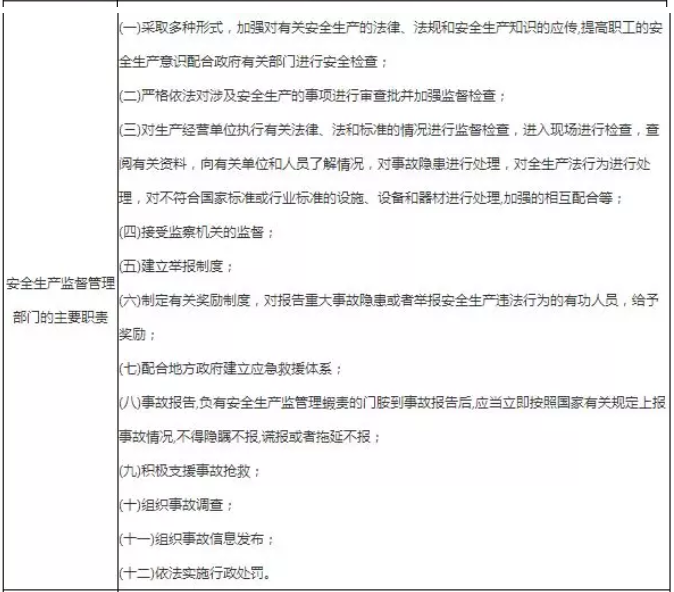 安全生产监督管理
部门的主要职责
(一)采取多种形式，加强对有关安全生产的法律、法规和安全生产知识的应传,提高职工的安
全生产意识配合政府有关部门进行安全检查；
(二)严格依法对涉及安全生产的事项进行审查批并加强监督检查；
(三)对生产经营单位执行有关法律、法和标准的情况进行监督检查，进入现场进行检查，查
阅有关资料，向有关单位和人员了解情况，对事故隐患进行处理，对全生产法行为进行处
理，对不符合国家标准或行业标准的设施、设备和器材进行处理,加强的相互配合等；
(四)接受监察机关的监督；
(五)建立举报制度；
(六)制定有关奖励制度，对报告重大事故隐患或者举报安全生产违法行为的有功人员，给予
奖励；
(七)配合地方政府建立应急救援体系；
(八)事故报告,负有安全生产监管理蝦责的门胺到事故报告后,应当立即按照国家有关规定上报
事故情况,不得隐瞩不报,谎报或者拖延不报；
(九)积极支援事故抢救；
(十)组织事故调查；
(十一)组织事故信息发布；
(十二)依法实施行政处罚。